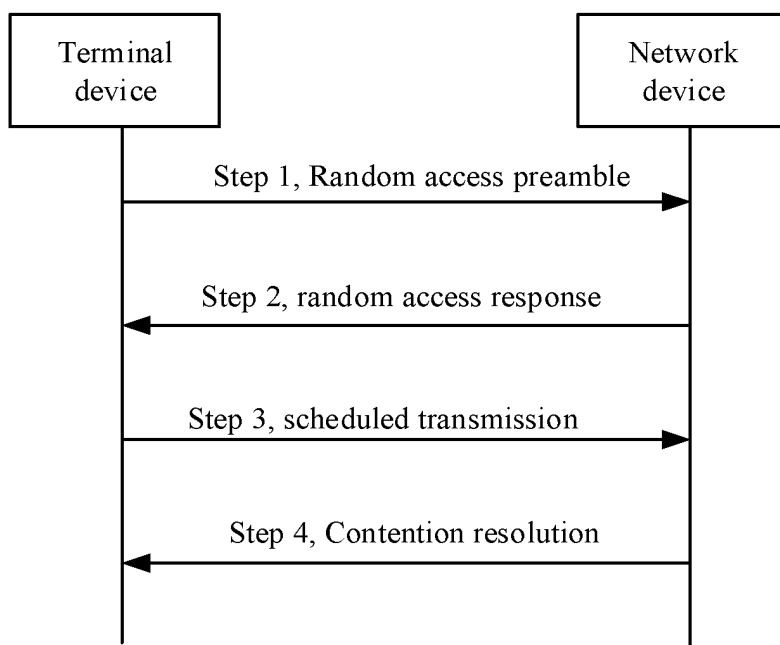 Terminal
device
Network
device
Step 1, Random access preamble
Step 2, random access response
Step 3, scheduled transmission
Step 4, Contention resolution